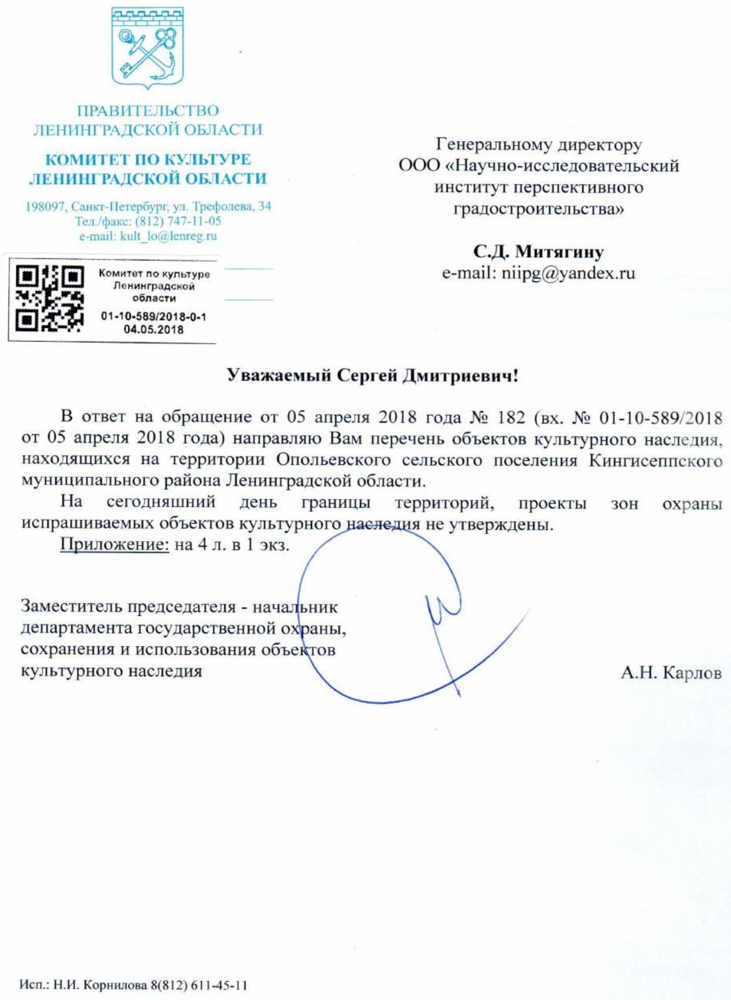 ПРАВИТЕЛЬСТВО
ЛЕНИНГРАДСКОЙ ОБЛАСТИ
КОМИТЕТ ПО КУЛЬТУРЕ
ЛЕНИНГРАДСКОЙ ОБЛАСТИ
198097, Санкт-Петербург, ул. Трефолева, 34
Тел./факс: (812) 747-11-05
e-mail: kult_lo@lenreg.ru
Комитет по культуре
Ленинградской
области
01-10-589/2018-0-1
04.05.2018
Генеральному директору
ООО «Научно-исследовательский
институт перспективного
градостроительства»
С.Д. Митягину
e-mail: niipg@yandex.ru
Уважаемый Сергей Дмитриевич!
В ответ на обращение от 05 апреля 2018 года № 182 (вх. № 01-10-589/2018
от 05 апреля 2018 года) направляю Вам перечень объектов культурного наследия,
находящихся на территории Опольевского сельского поселения Кингисеппского
муниципального района Ленинградской области.
На сегодняшний день границы территорий, проекты зон охраны
испрашиваемых объектов культурного наследия не утверждены.
Приложение: на 4 л. в 1 экз.
Заместитель председателя - начальник
департамента государственной охраны,
сохранения и использования объектов
культурного наследия
А.Н. Карлов
Исп.: Н.И. Корнилова 8(812) 611-45-11